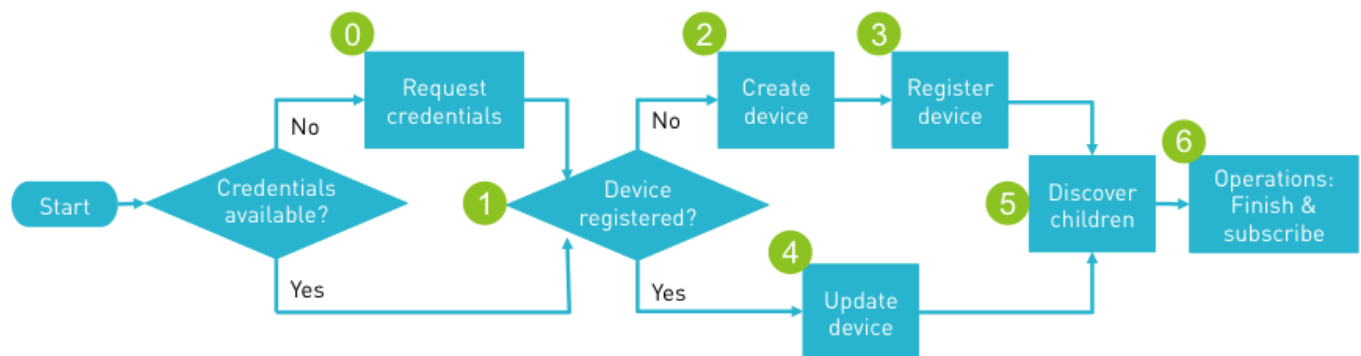 Start
Credentials
available?
No
Yes
0
Request
credentials
1
Device
registered?
No
Yes
2
Create
device
3
Register
device
4
Update
device
5
Discover
children
6
Operations:
Finish &
subscribe